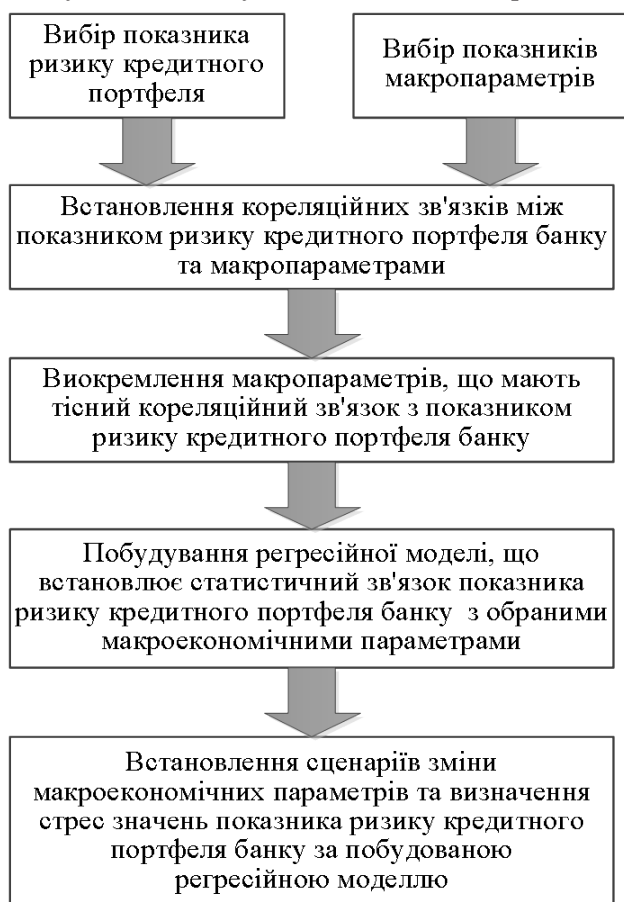 Вибір показника
ризику кредитного
портфеля
Вибір показників
макропараметрів
Встановлення кореляційних зв'язків між
показником ризику кредитного портфеля банку
та макропараметрами
Виокремлення макропараметрів, що мають
тісний кореляційний зв'язок з показником
ризику кредитного портфеля банку
Побудування регресійної моделі, що
встановлює статистичний зв'язок показника
ризику кредитного портфеля банку з обраними
макроекономічними параметрами
Встановлення сценаріїв зміни
макроекономічних параметрів та визначення
стрес значень показника ризику кредитного
портфеля банку за побудованою
регресійною моделлю